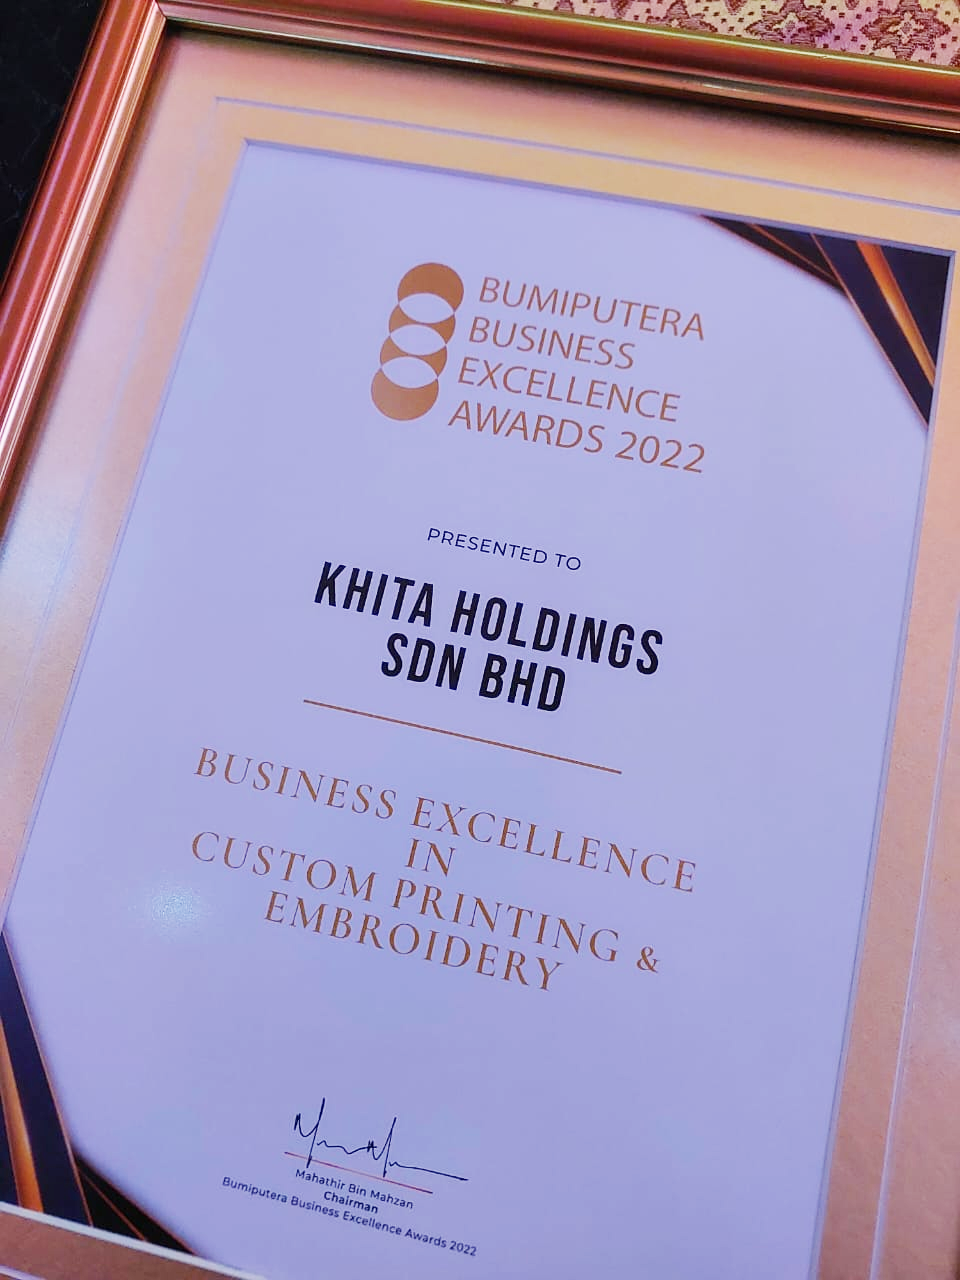 BUMIPUTERA
BUSINESS
EXCELLENCE
AWARDS 2022
PRESENTED TO
KHITA HOLDINGS
SDN BHD
BUSINESS EXCELLENCE
IN
CUSTOM PRINTING &
EMBROIDERY
Mahathir Bin Mahzan
Chairman
Bumiputera Business Excellence Awards 2022